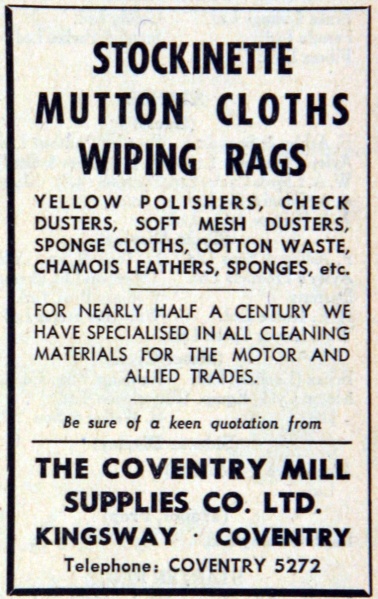 STOCKINETTE
MUTTON CLOTHS
WIPING RAGS
YELLOW POLISHERS, CHECK
DUSTERS, SOFT MESH DUSTERS,
SPONGE CLOTHS, COTTON WASTE,
CHAMOIS LEATHERS, SPONGES, etc.
FOR NEARLY HALF A CENTURY WE
HAVE SPECIALISED IN ALL CLEANING
MATERIALS FOR THE MOTOR AND
ALLIED TRADES.
Be sure of a keen quotation from
THE COVENTRY MILL
SUPPLIES CO. LTD.
KINGSWAY · COVENTRY
Telephone: COVENTRY 5272